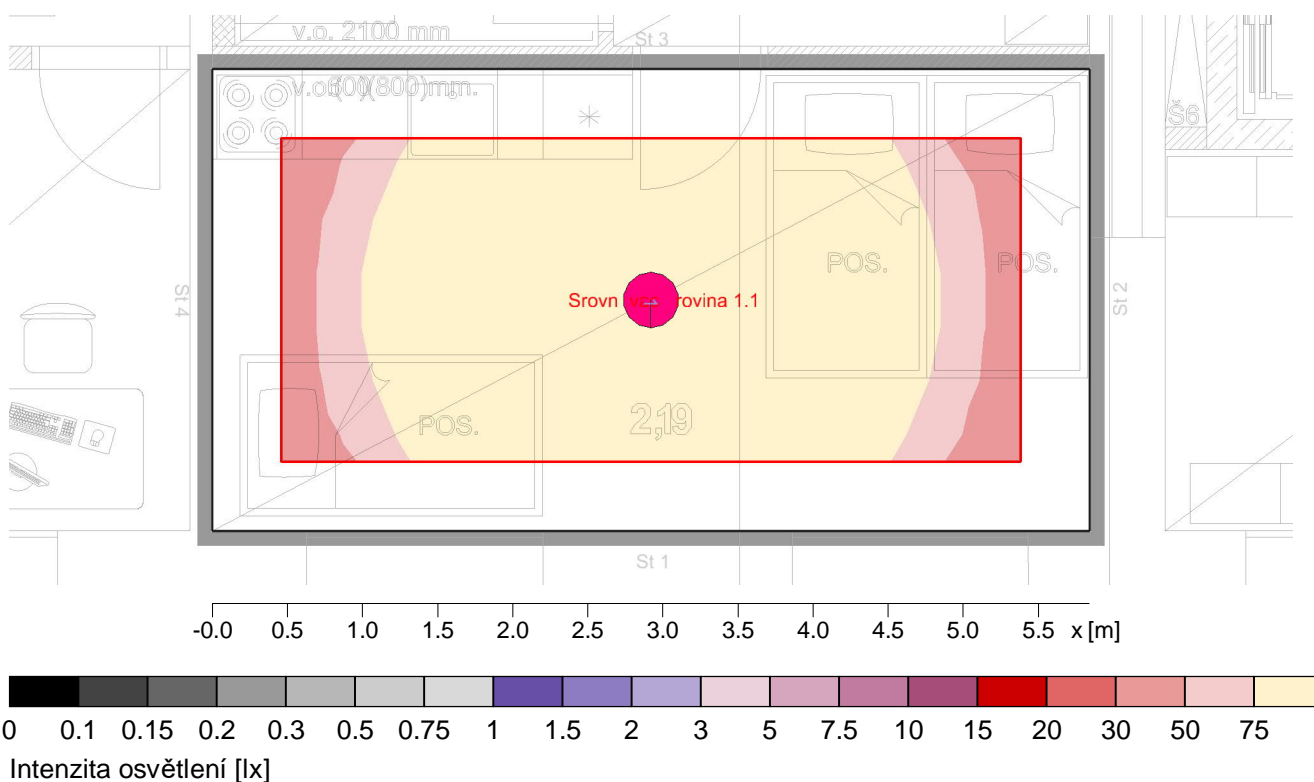 v.o. 2100 mm
St 3
Š6
POS.
POS.
Srovn
rovina 1.1
St 4
St 2
POS.
2,19
St 1
-0.0 0.5 1.0 1.5 2.0 2.5 3.0 3.5 4.0 4.5 5.0 5.5 x [m]
0 0.1 0.15 0.2 0.3 0.5 0.75 1 1.5 2 3 5 7.5 10 15 20 30 50 75
Intenzita osvětlení [lx]